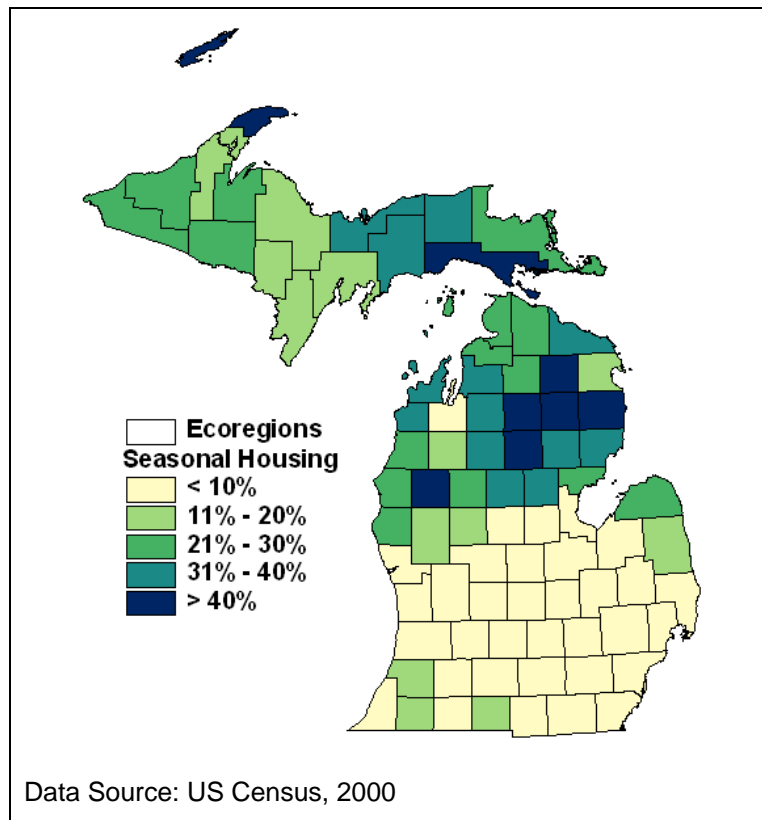 Ecoregions
Seasonal Housing
< 10%
11% - 20%
21% - 30%
31% - 40%
> 40%
Data Source: US Census, 2000